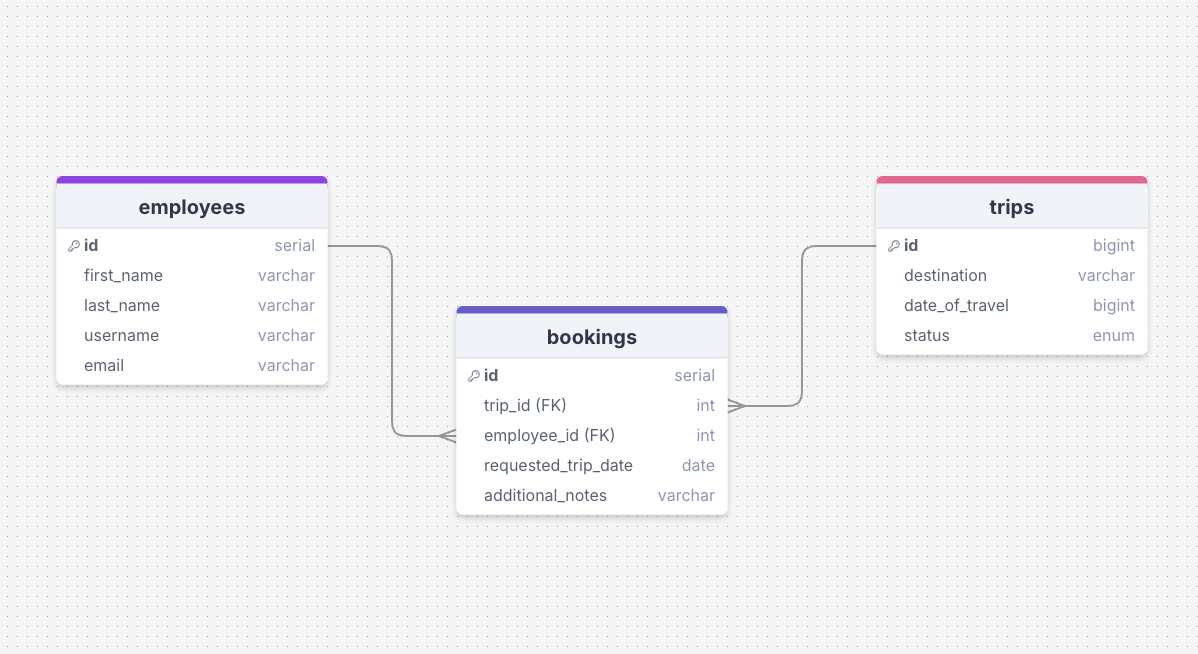 employees
id serial
first_name varchar
last_name varchar
username varchar
email varchar
bookings
id serial
trip_id (FK) int
employee_id (FK) int
requested_trip_date date
additional_notes varchar
trips
id bigint
destination varchar
date_of_travel bigint
status enum